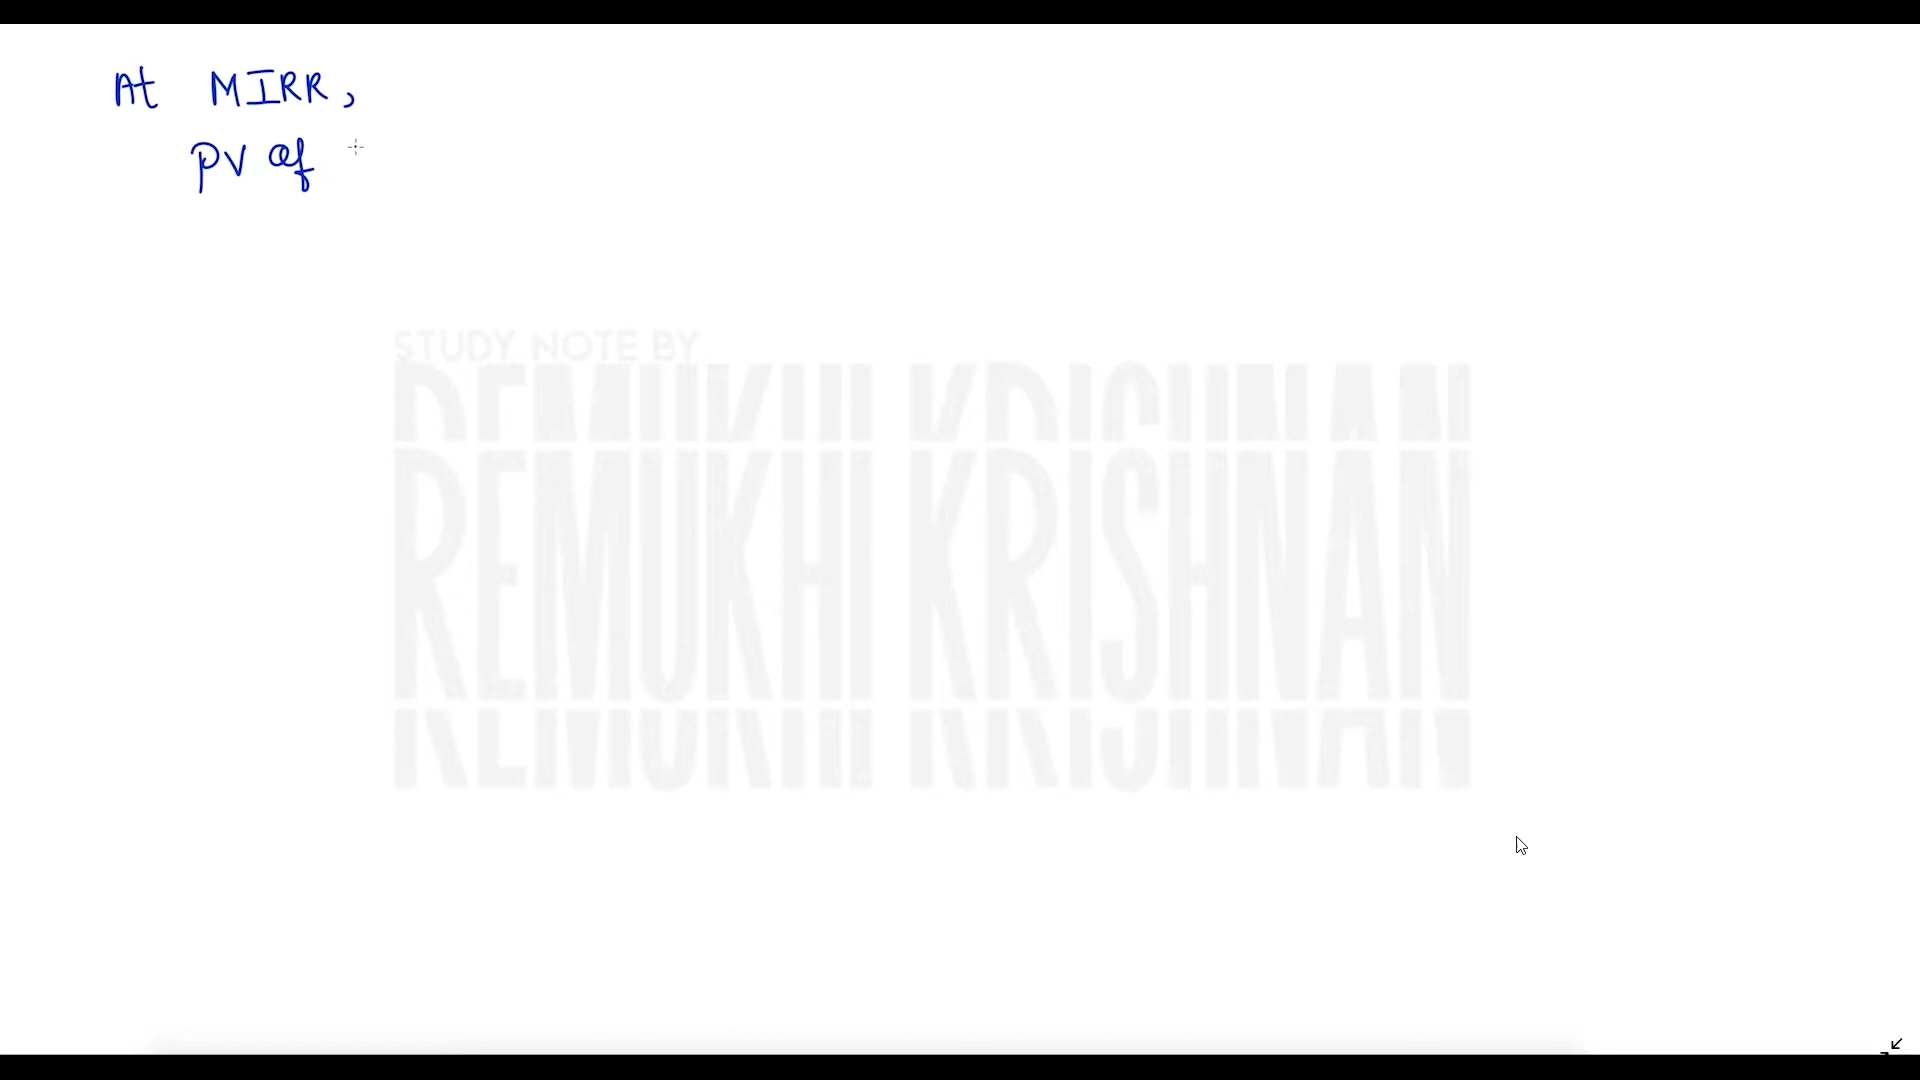 At MIRR,
PV of
STUDY NOTE BY
REMUKHI KRISHNAN